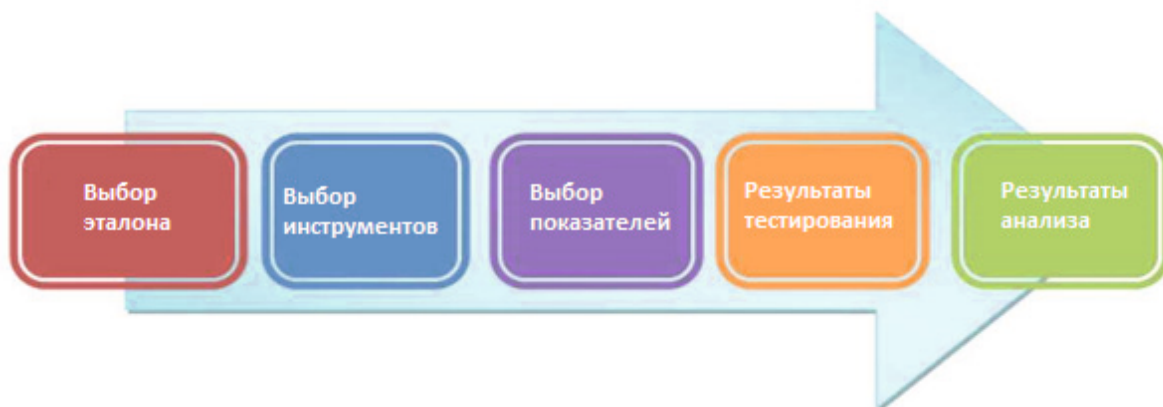 Выбор
эталона
Выбор
инструментов
Выбор
показателей
Результаты
тестирования
Результаты
анализа